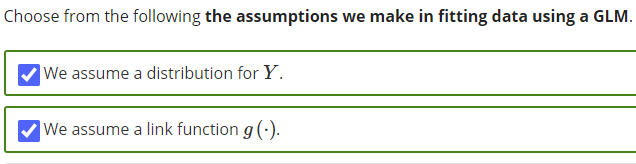 Choose from the following the assumptions we make in fitting data using a GLM.
We assume a distribution for Y.
We assume a link function g(·).